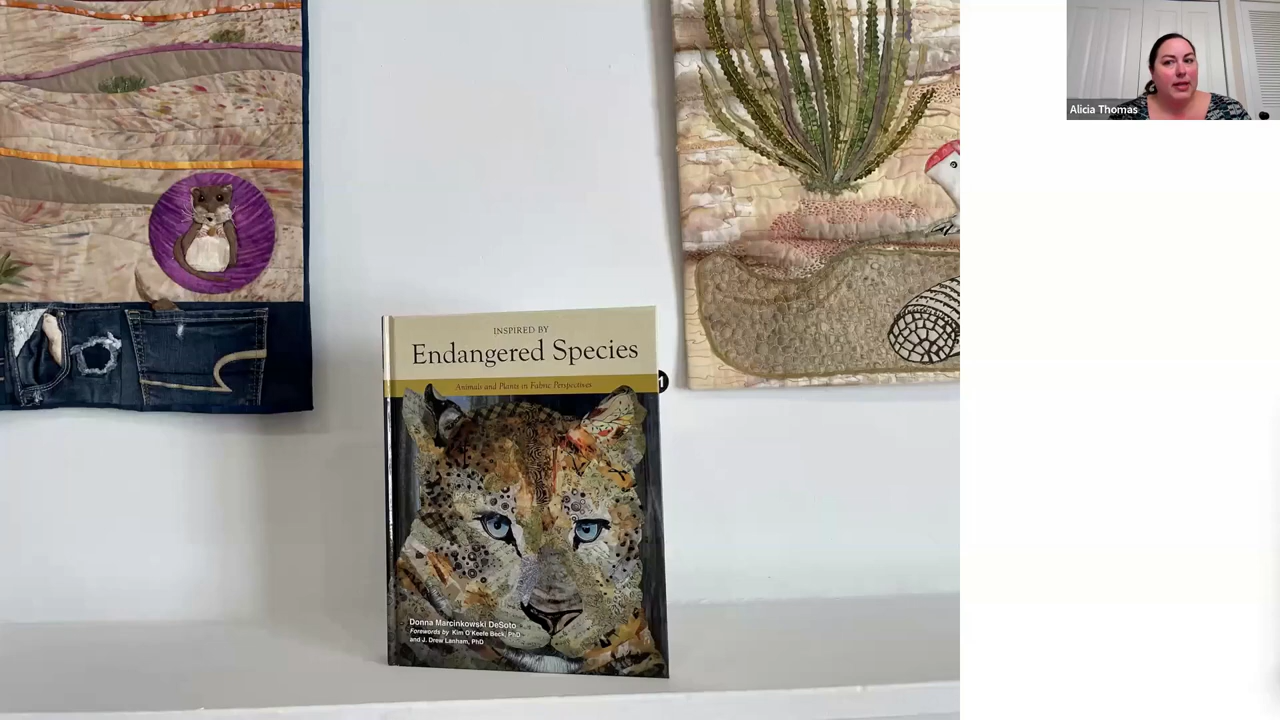 INSPIRED BY
Endangered Species
Animals and Plants in Fabric Perspectives
Donna Marcinkowski DeSoto
Forewords by Kim O'Keefe Beck, PhD
and J. Drew Lanham, PhD
1
Alicia Thomas